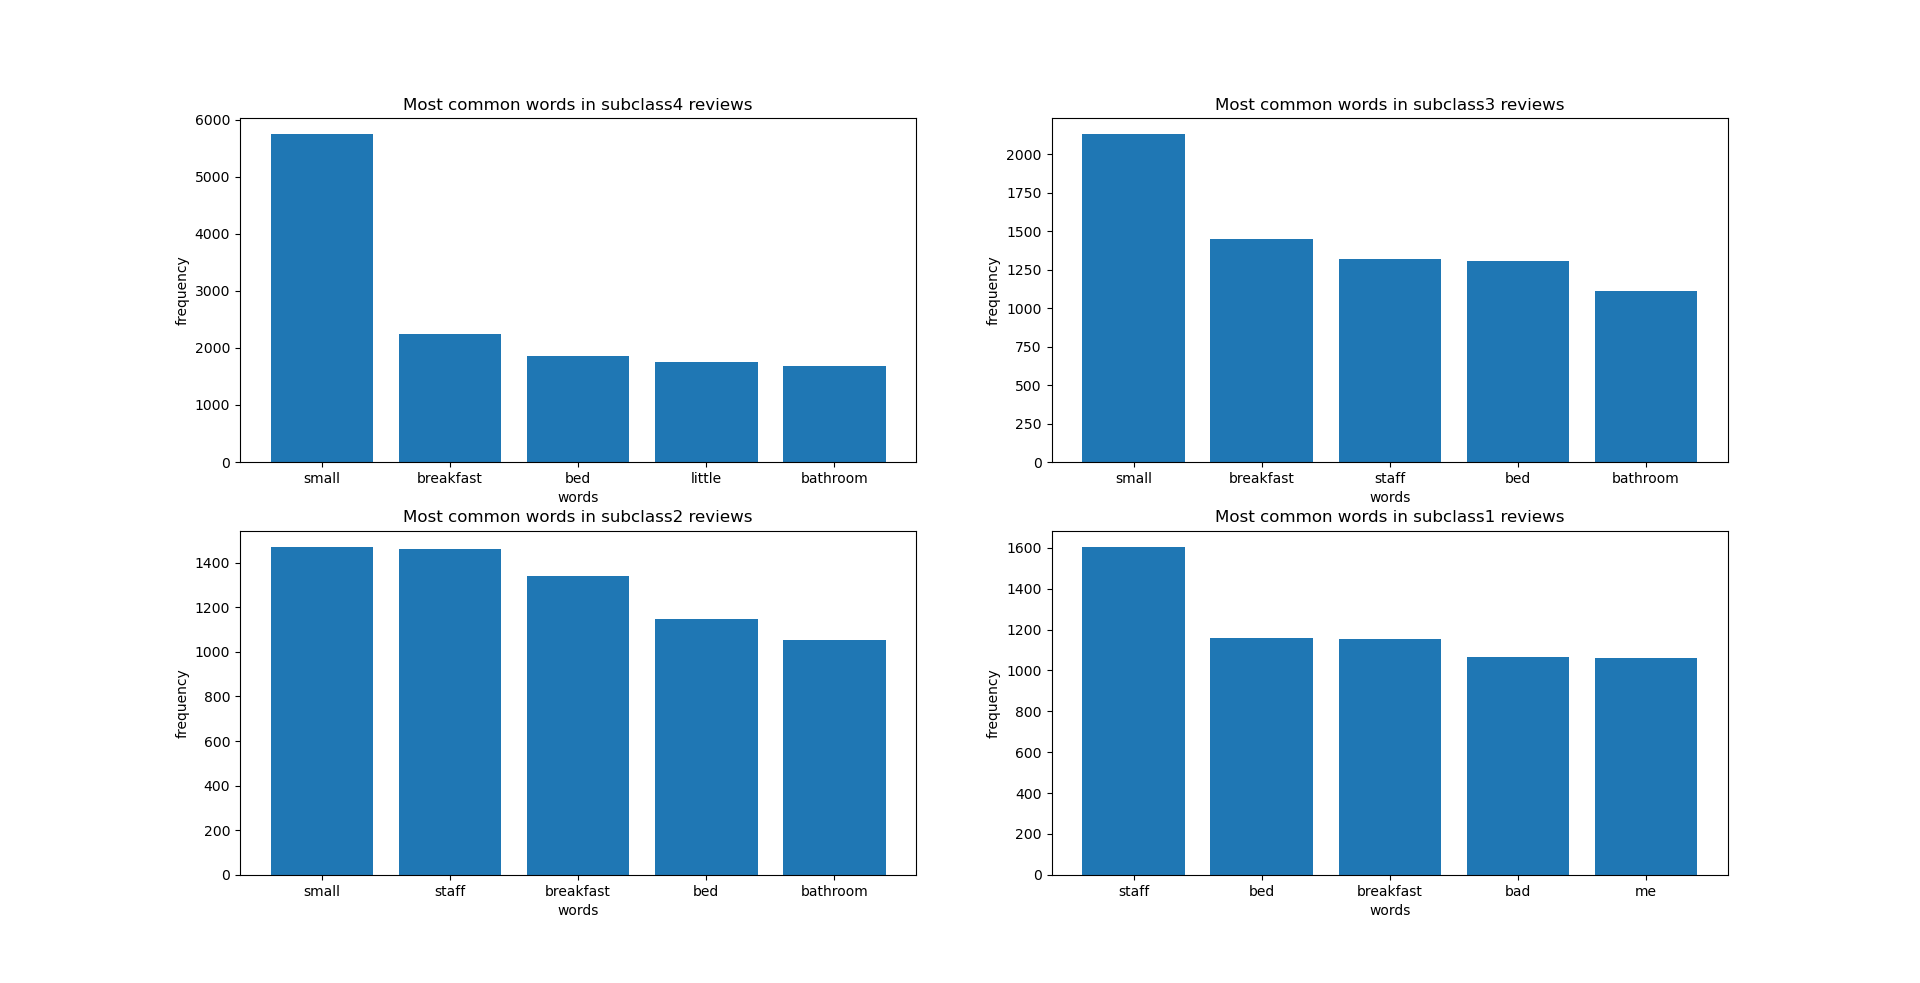 Most common words in subclass4 reviews
6000
5000
4000
3000
2000
1000
0
frequency
small breakfast bed little bathroom
words
Most common words in subclass3 reviews
2000
1750
1500
1250
1000
750
500
250
0
frequency
small breakfast staff bed bathroom
words
Most common words in subclass2 reviews
1400
1200
1000
800
600
400
200
0
frequency
small staff breakfast bed bathroom
words
Most common words in subclass1 reviews
1600
1400
1200
1000
800
600
400
200
0
frequency
staff bed breakfast bad me
words